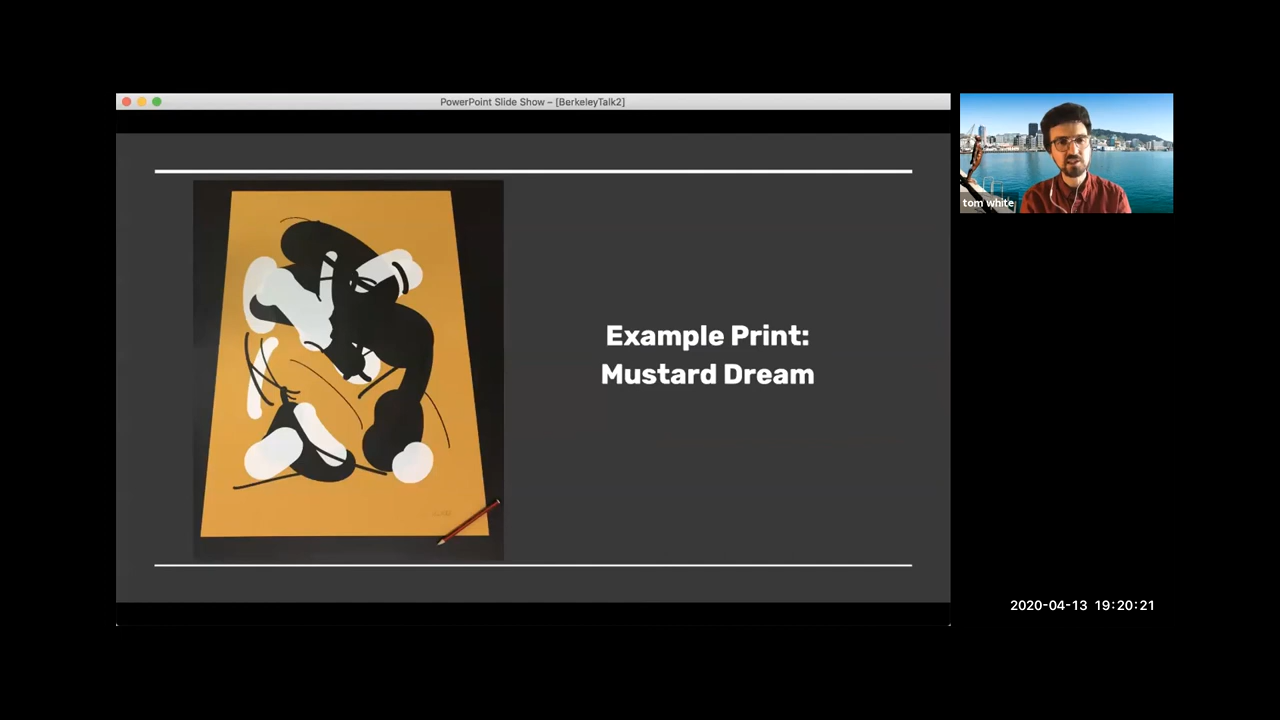 PowerPoint Slide Show – [BerkeleyTalk2]
tom white
Example Print:
Mustard Dream
2020-04-13 19:20:21